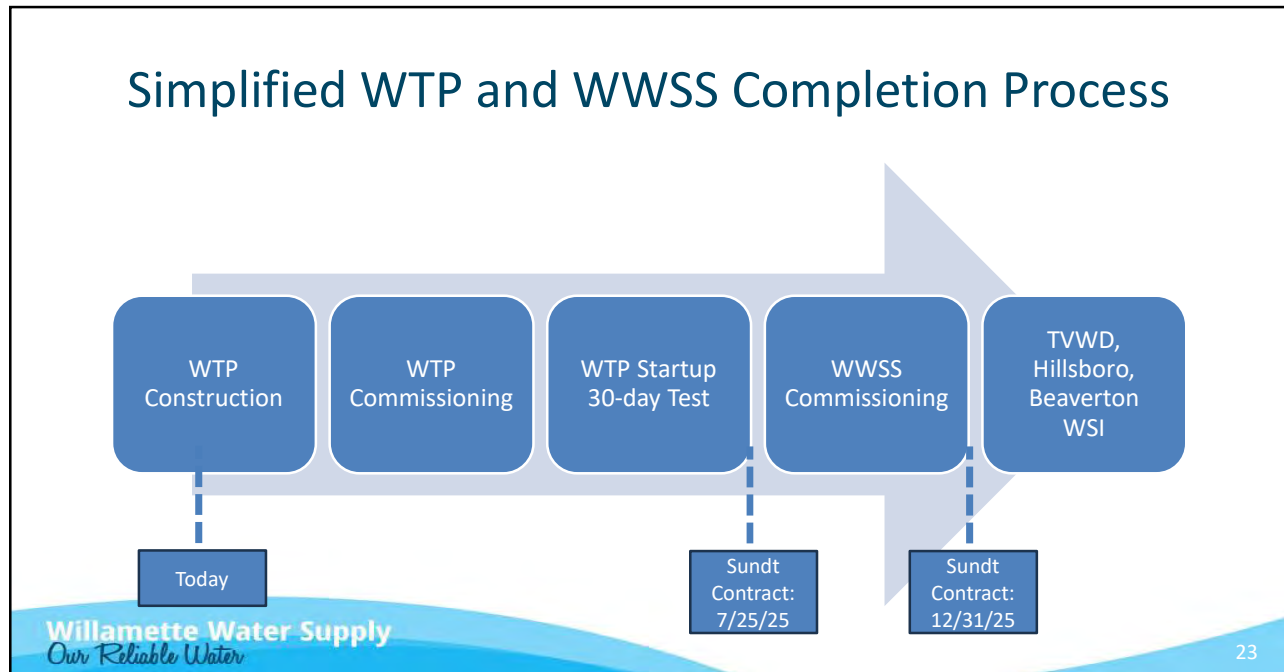 Simplified WTP and WWSS Completion Process
WTP
Construction
WTP
Commissioning
WTP Startup
30-day Test
WWSS
Commissioning
TVWD,
Hillsboro,
Beaverton
WSI
Today
Sundt
Contract:
7/25/25
Sundt
Contract:
12/31/25
Willamette Water Supply
Our Reliable Water
23